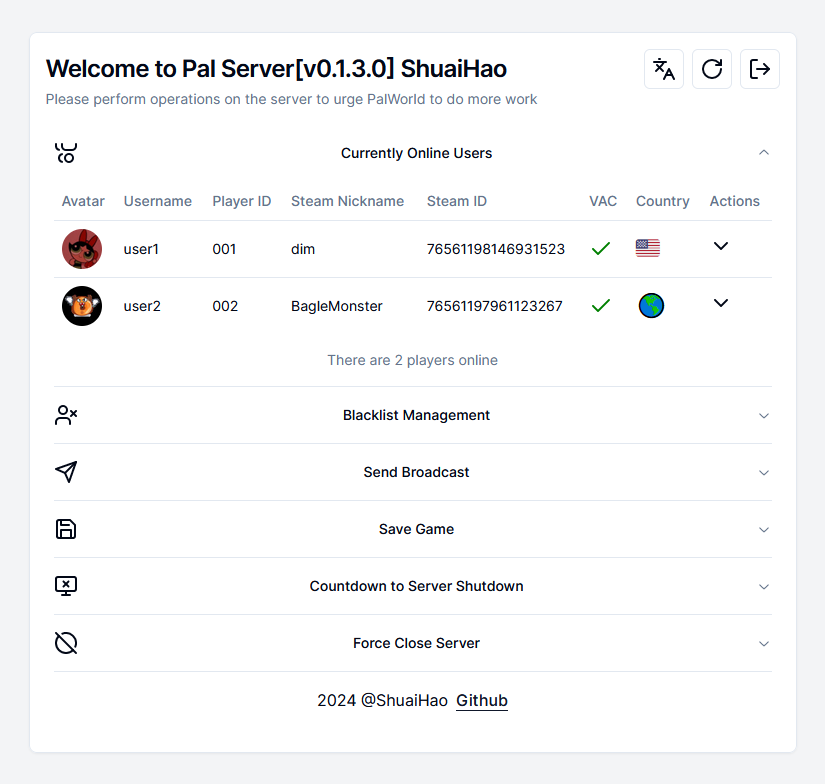 Welcome to Pal Server[v0.1.3.0] ShuaiHao
Please perform operations on the server to urge PalWorld to do more work
Currently Online Users
Avatar Username Player ID Steam Nickname Steam ID VAC Country Actions
user1 001 dim 76561198146931523
user2 002 BagleMonster 76561197961123267
There are 2 players online
Blacklist Management
Send Broadcast
Save Game
Countdown to Server Shutdown
Force Close Server
2024 @ShuaiHao Github